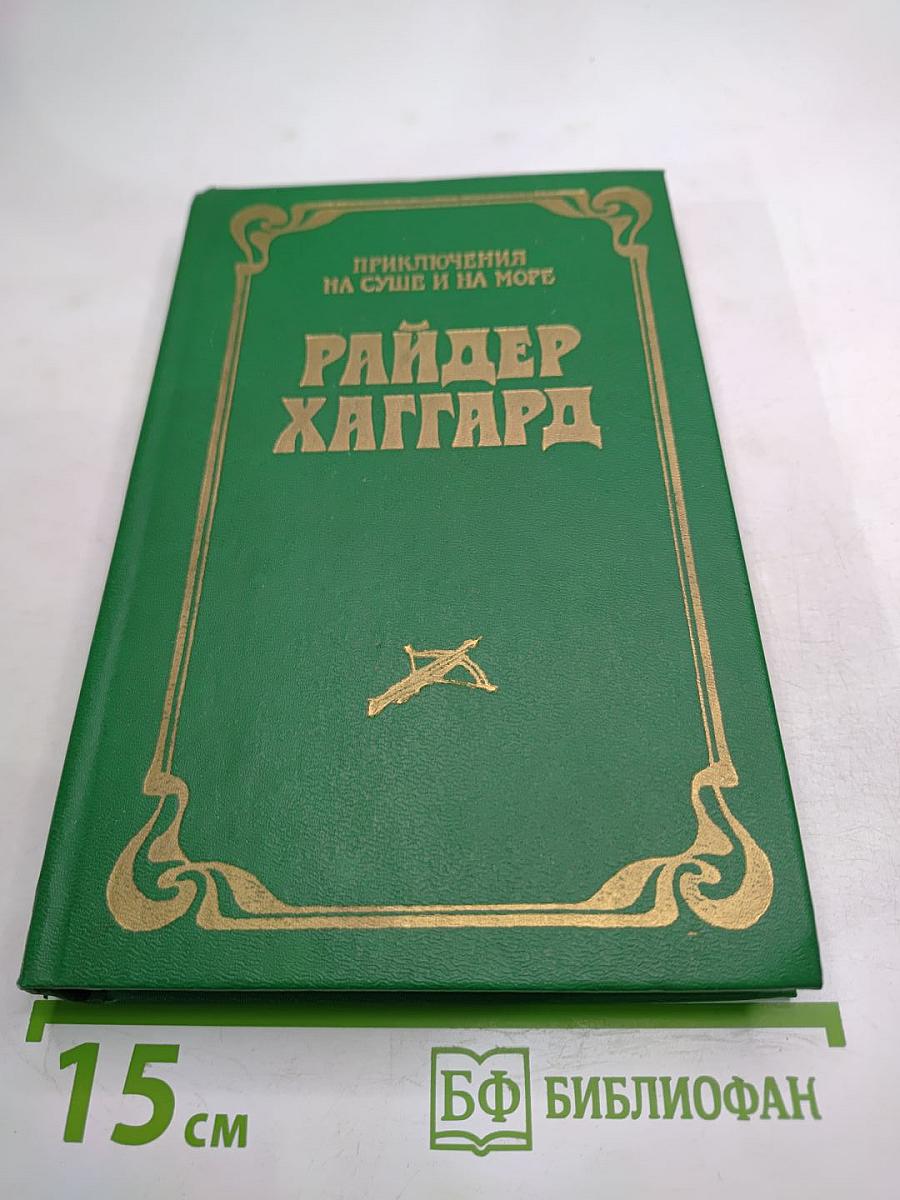 ПРИКЛЮЧЕНИЯ
НА СУШЕ И НА МОРЕ
РАЙДЕР
ХАГГАРД
15 см
БФ БИБЛИОФАН